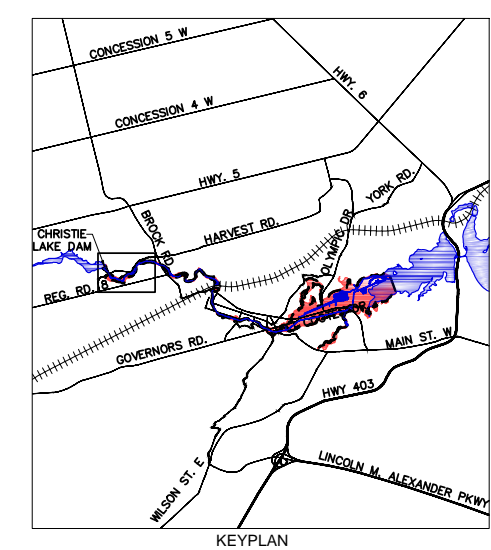 CONCESSION 5 W
HWY. 6
CONCESSION 4 W
HWY. 5
YORK RD.
BROCK RD.
HARVEST RD.
OLYMPIC DR
CHRISTIE
LAKE DAM
REG. RD. 8
GOVERNORS RD.
MAIN ST. W
HWY 403
WILSON ST. E
LINCOLN M. ALEXANDER PKWY
KEYPLAN